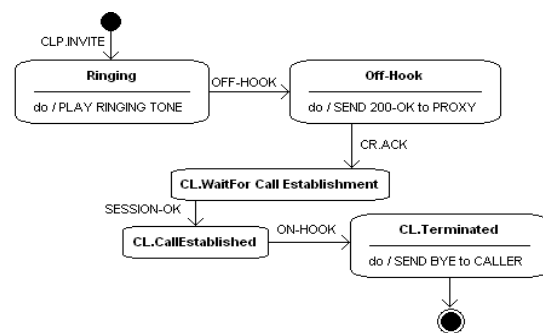 CLP.INVITE
Ringing
do / PLAY RINGING TONE
OFF-HOOK
Off-Hook
do / SEND 200-OK to PROXY
CR.ACK
CL.WaitFor Call Establishment
SESSION-OK
CL.CallEstablished
ON-HOOK
CL.Terminated
do / SEND BYE to CALLER